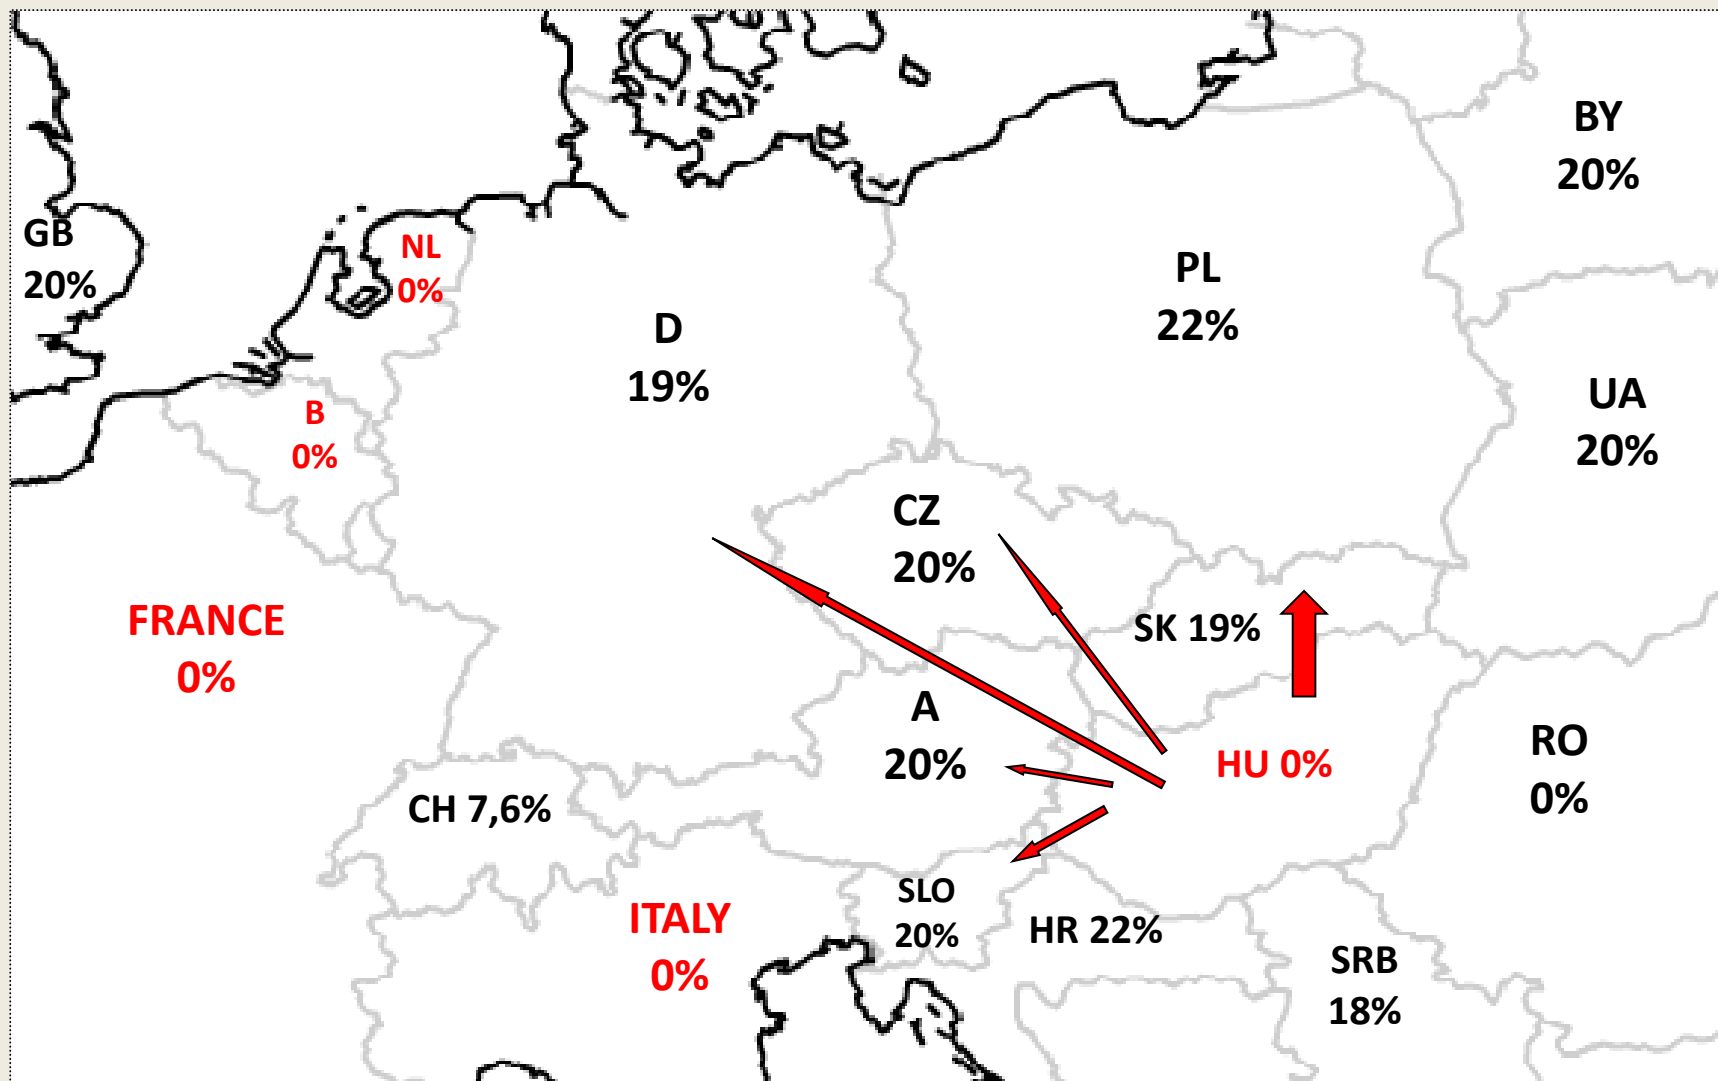 BY
20%
GB
20%
NL
0%
D
19%
PL
22%
UA
20%
B
0%
CZ
20%
FRANCE
0%
SK 19%
A
20%
HU 0%
RO
0%
CH 7,6%
SLO
20%
ITALY
0%
HR 22%
SRB
18%